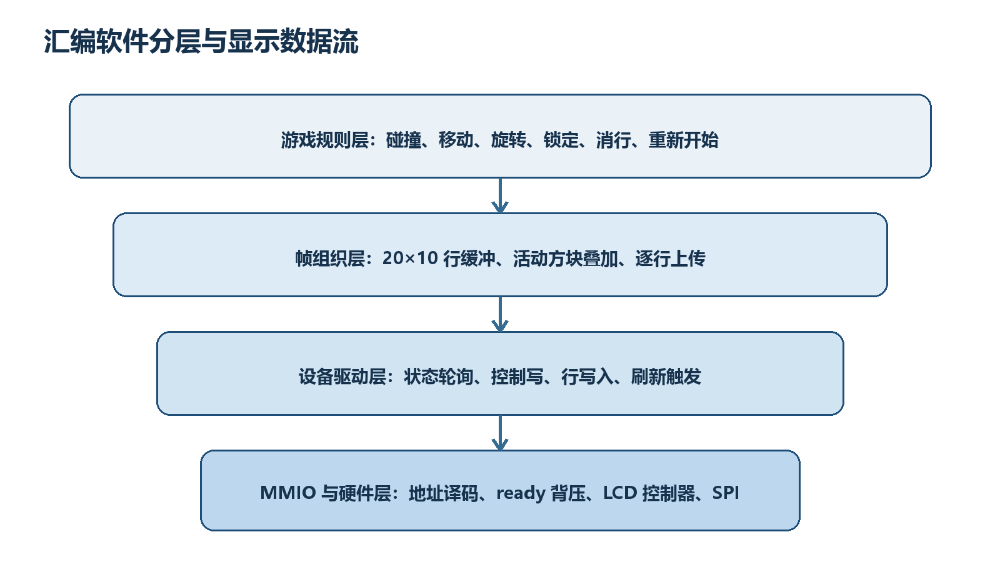 汇编软件分层与显示数据流
游戏规则层：碰撞、移动、旋转、锁定、消行、重新开始
帧组织层：20×10 行缓冲、活动方块叠加、逐行上传
设备驱动层：状态轮询、控制写、行写入、刷新触发
MMIO 与硬件层：地址译码、ready 背压、LCD 控制器、SPI